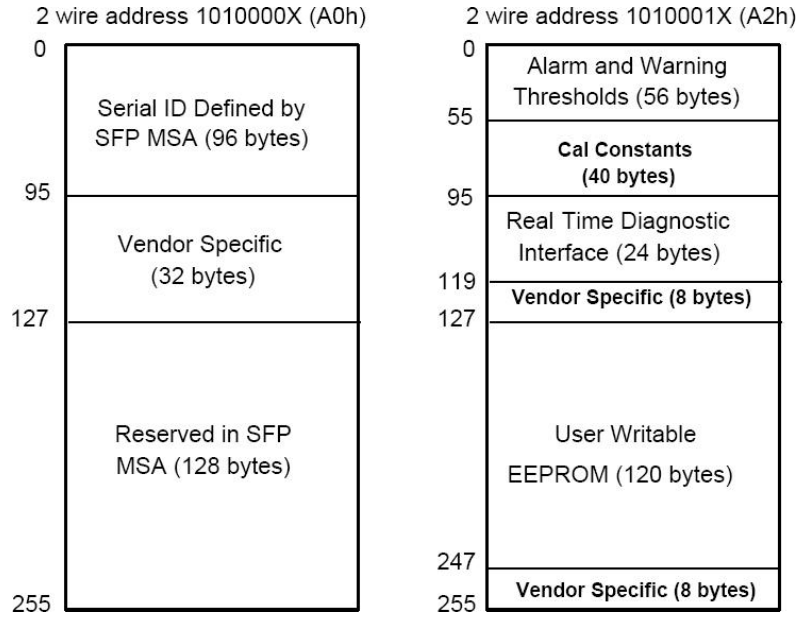 2 wire address 1010000X (A0h)
0
Serial ID Defined by
SFP MSA (96 bytes)
95
Vendor Specific
(32 bytes)
127
Reserved in SFP
MSA (128 bytes)
255
2 wire address 1010001X (A2h)
0
Alarm and Warning
Thresholds (56 bytes)
55
Cal Constants
(40 bytes)
95
Real Time Diagnostic
Interface (24 bytes)
119
Vendor Specific (8 bytes)
127
User Writable
EEPROM (120 bytes)
247
Vendor Specific (8 bytes)
255